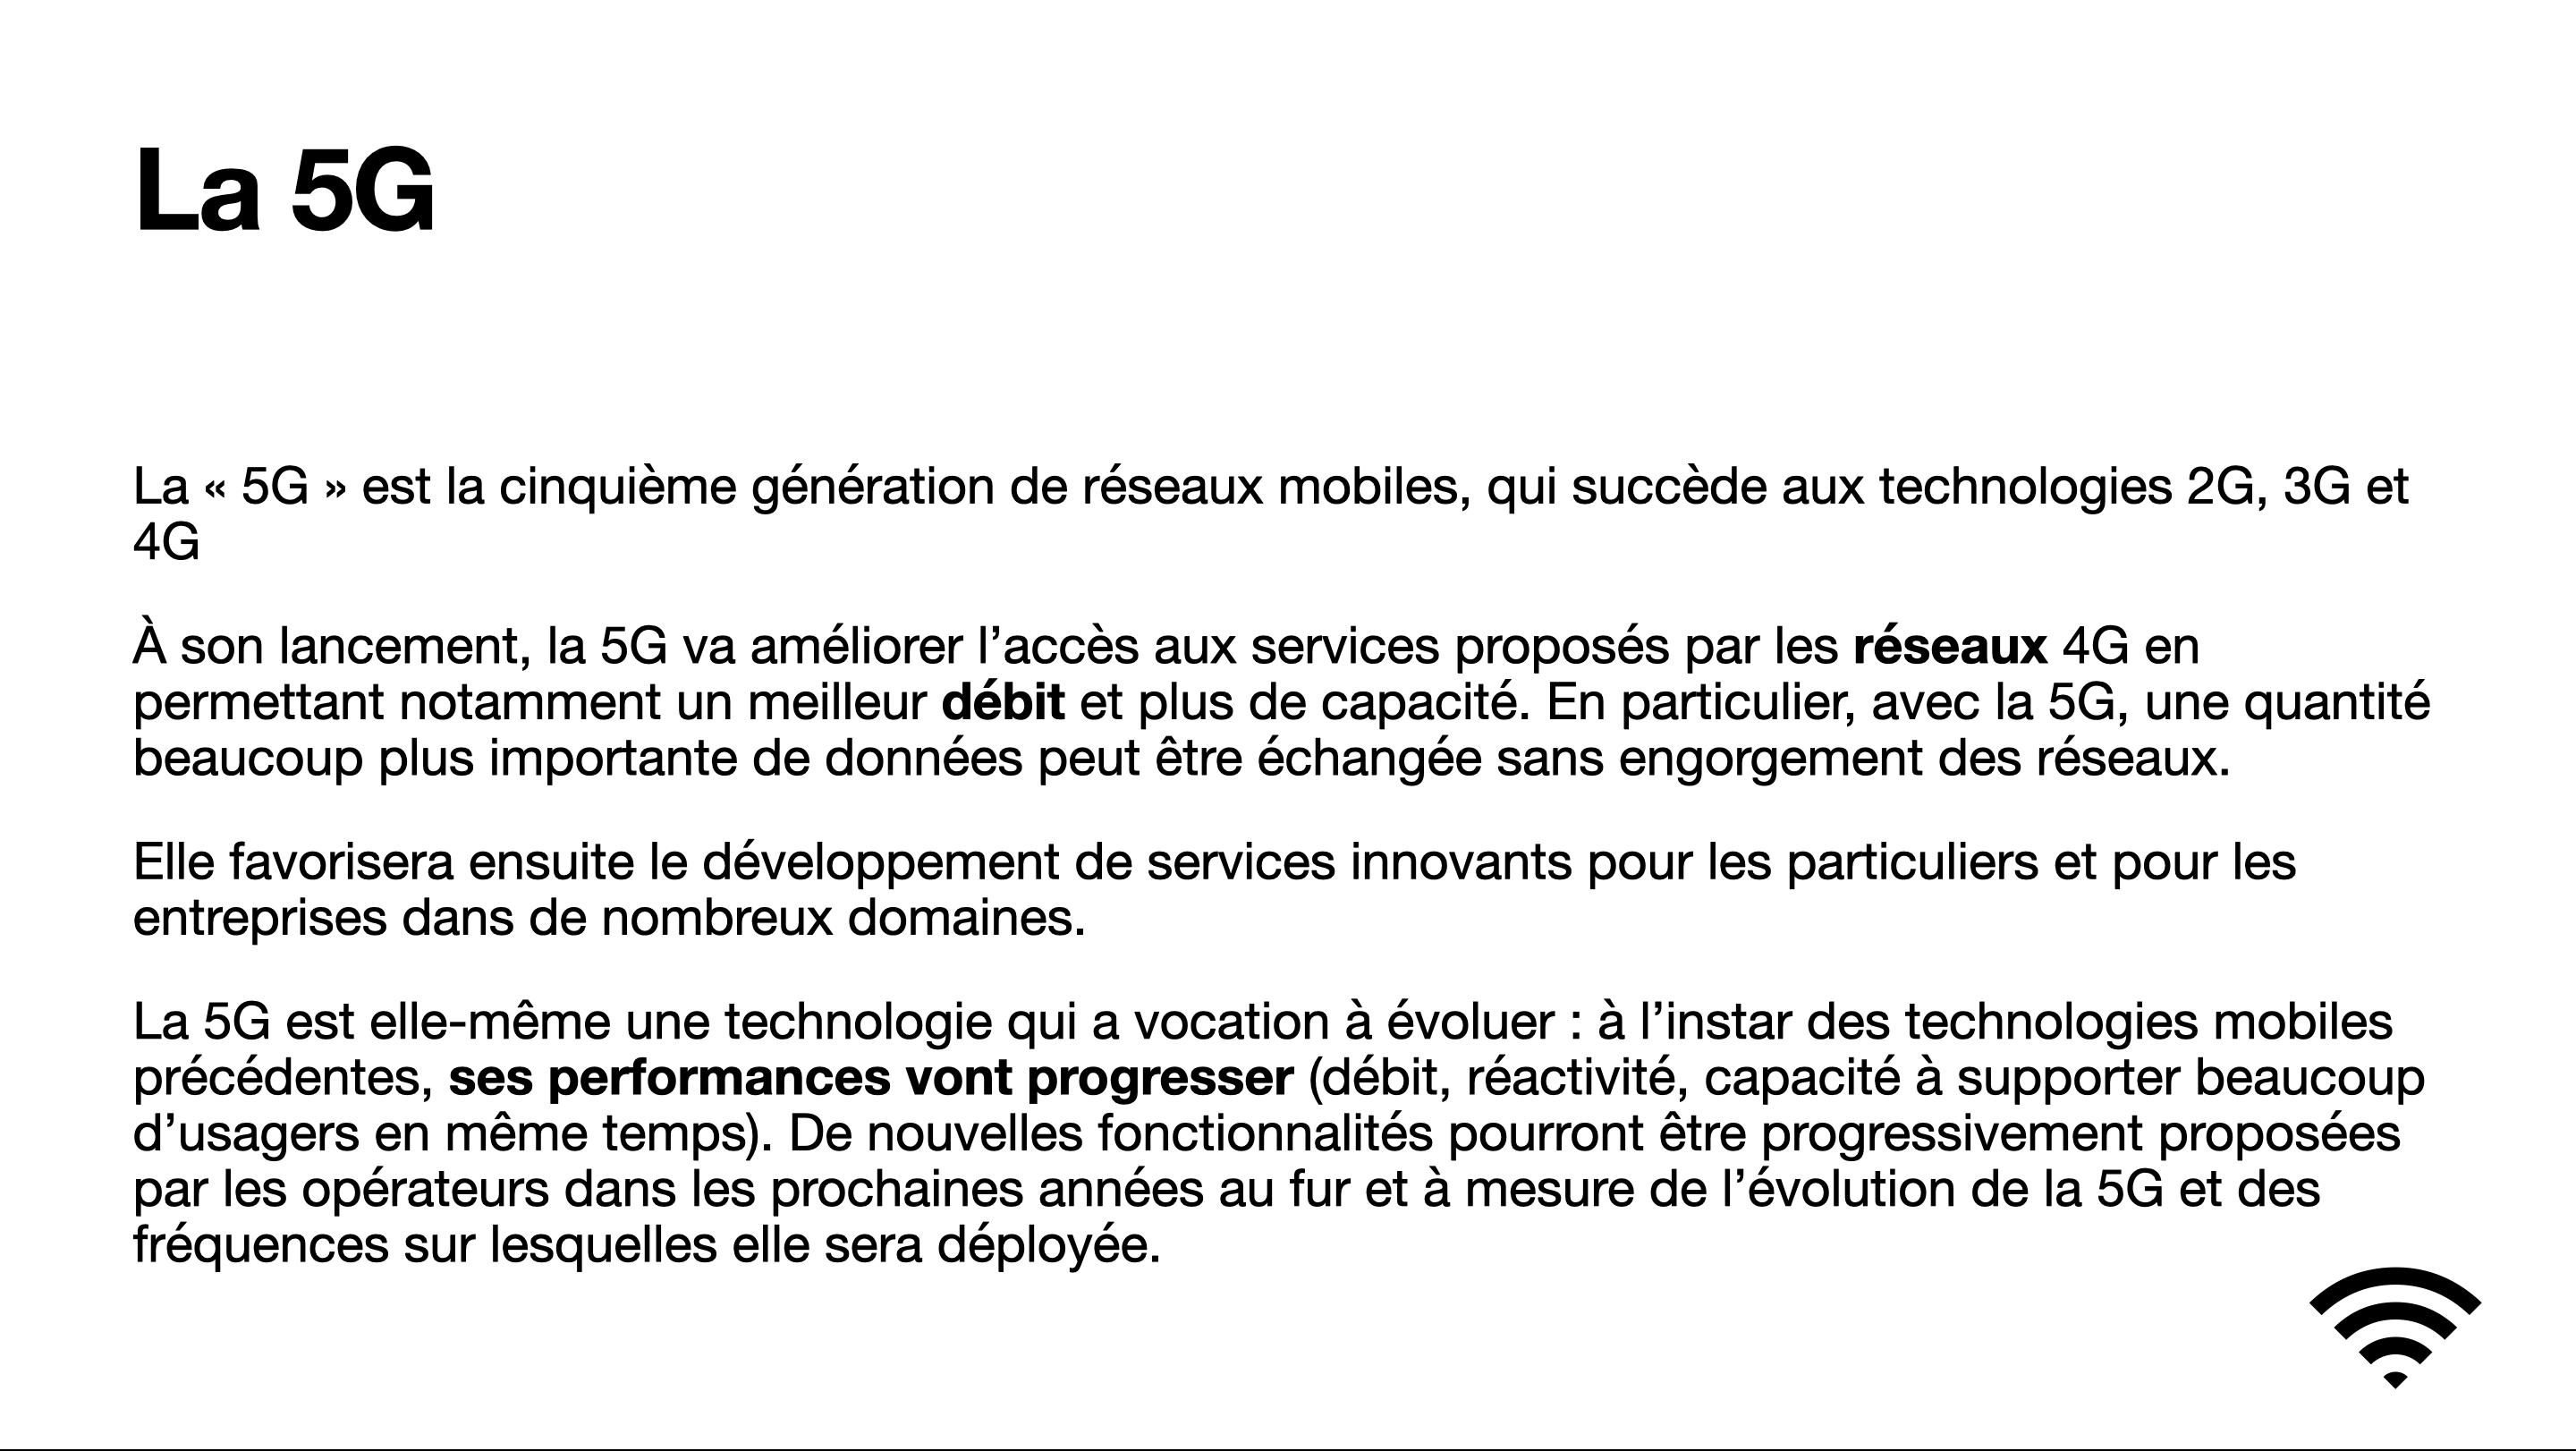 La 5G
La « 5G » est la cinquième génération de réseaux mobiles, qui succède aux technologies 2G, 3G et
4G
À son lancement, la 5G va améliorer l’accès aux services proposés par les réseaux 4G en
permettant notamment un meilleur débit et plus de capacité. En particulier, avec la 5G, une quantité
beaucoup plus importante de données peut être échangée sans engorgement des réseaux.
Elle favorisera ensuite le développement de services innovants pour les particuliers et pour les
entreprises dans de nombreux domaines.
La 5G est elle-même une technologie qui a vocation à évoluer : à l’instar des technologies mobiles
précédentes, ses performances vont progresser (débit, réactivité, capacité à supporter beaucoup
d’usagers en même temps). De nouvelles fonctionnalités pourront être progressivement proposées
par les opérateurs dans les prochaines années au fur et à mesure de l’évolution de la 5G et des
fréquences sur lesquelles elle sera déployée.